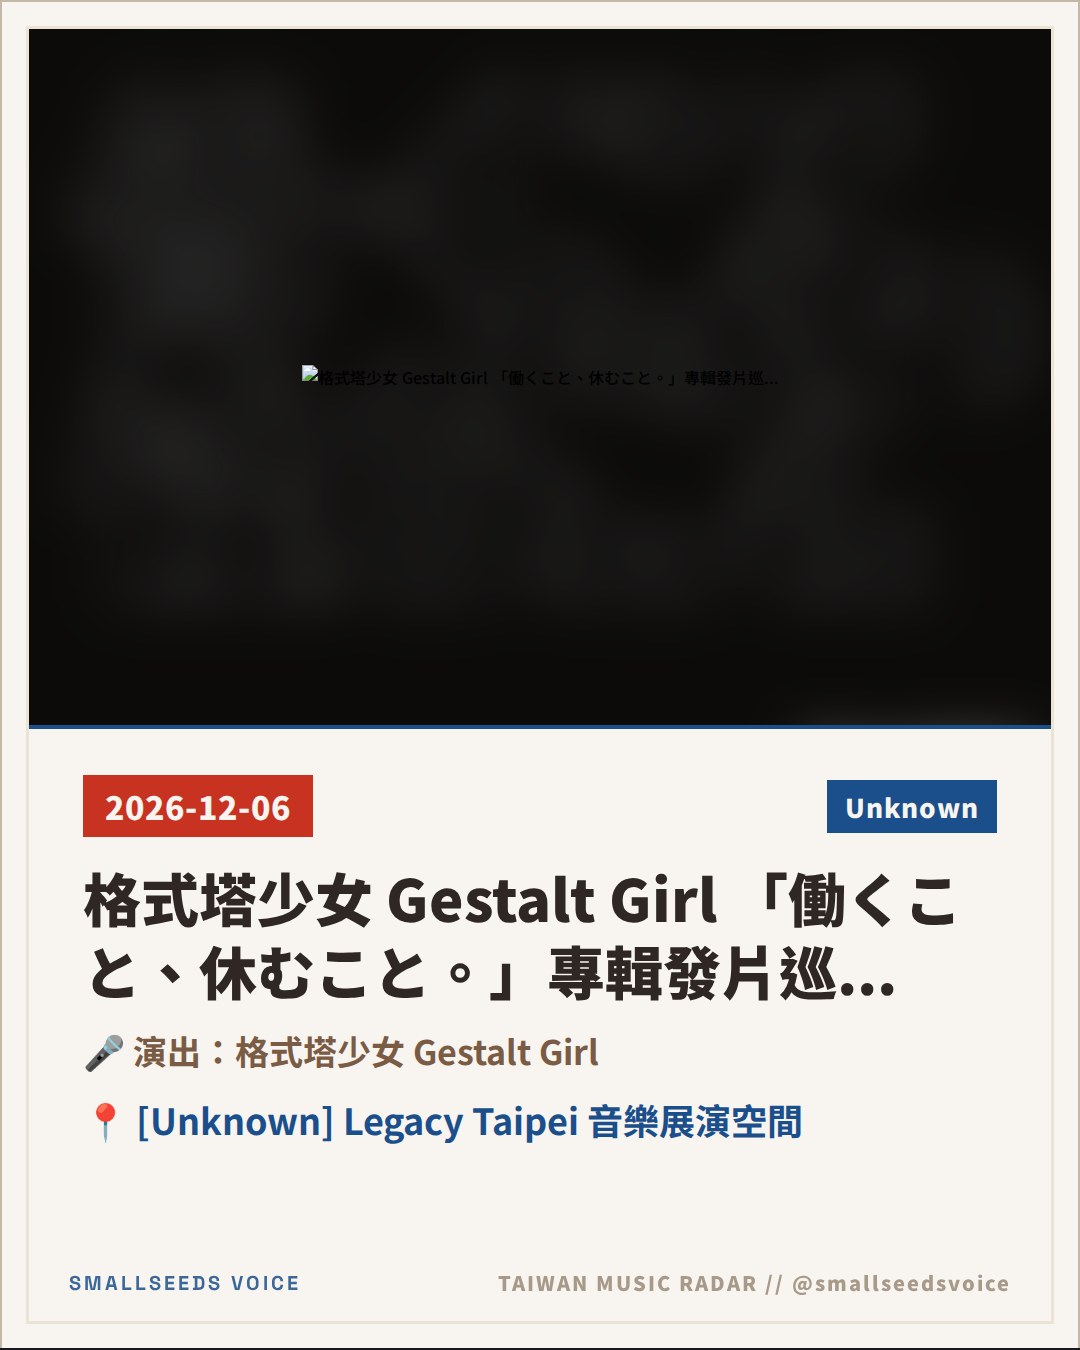 格式塔少女 Gestalt Girl 「働くこと、休むこと。」專輯發片巡...
2026-12-06
Unknown
格式塔少女 Gestalt Girl 「働くこ
と、休むこと。」專輯發片巡...
🎤 演出：格式塔少女 Gestalt Girl
📍 [Unknown] Legacy Taipei 音樂展演空間
SMALLSEEDS VOICE
TAIWAN MUSIC RADAR // @smallseedsvoice